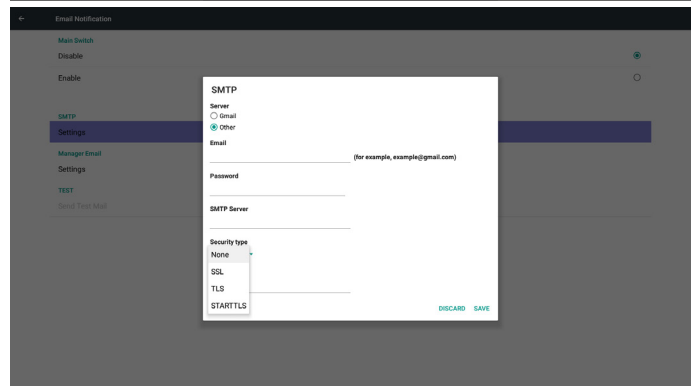 ← Email Notification
Main Switch
Disable
Enable
SMTP
Settings
Manager Email
Settings
TEST
Send Test Mail
SMTP
Server
Gmail
Other
Email
(for example, example@gmail.com)
Password
SMTP Server
Security type
None
SSL
TLS
STARTTLS
DISCARD SAVE